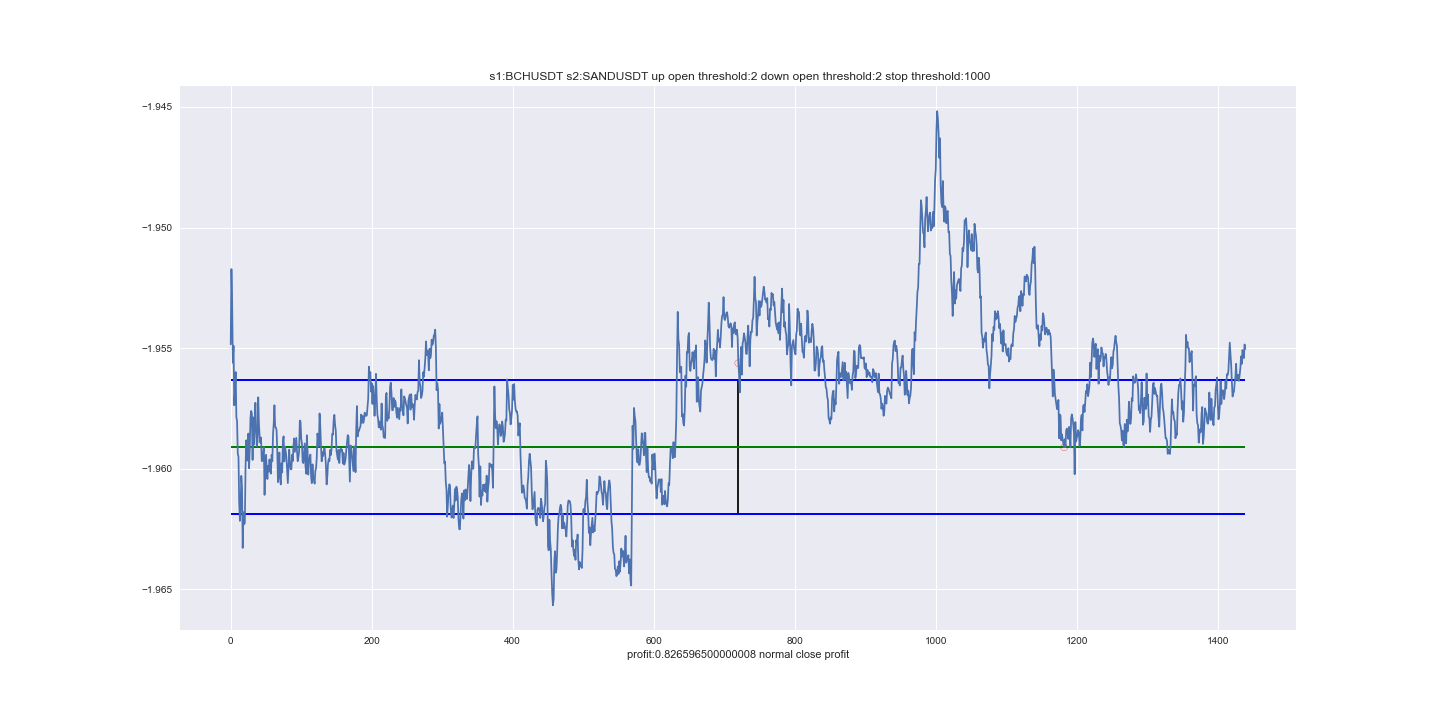 s1:BCHUSDT s2:SANDUSDT up open threshold:2 down open threshold:2 stop threshold:1000
−1.945
−1.950
−1.955
−1.960
−1.965
0 200 400 600 800 1000 1200 1400
profit:0.826596500000008 normal close profit